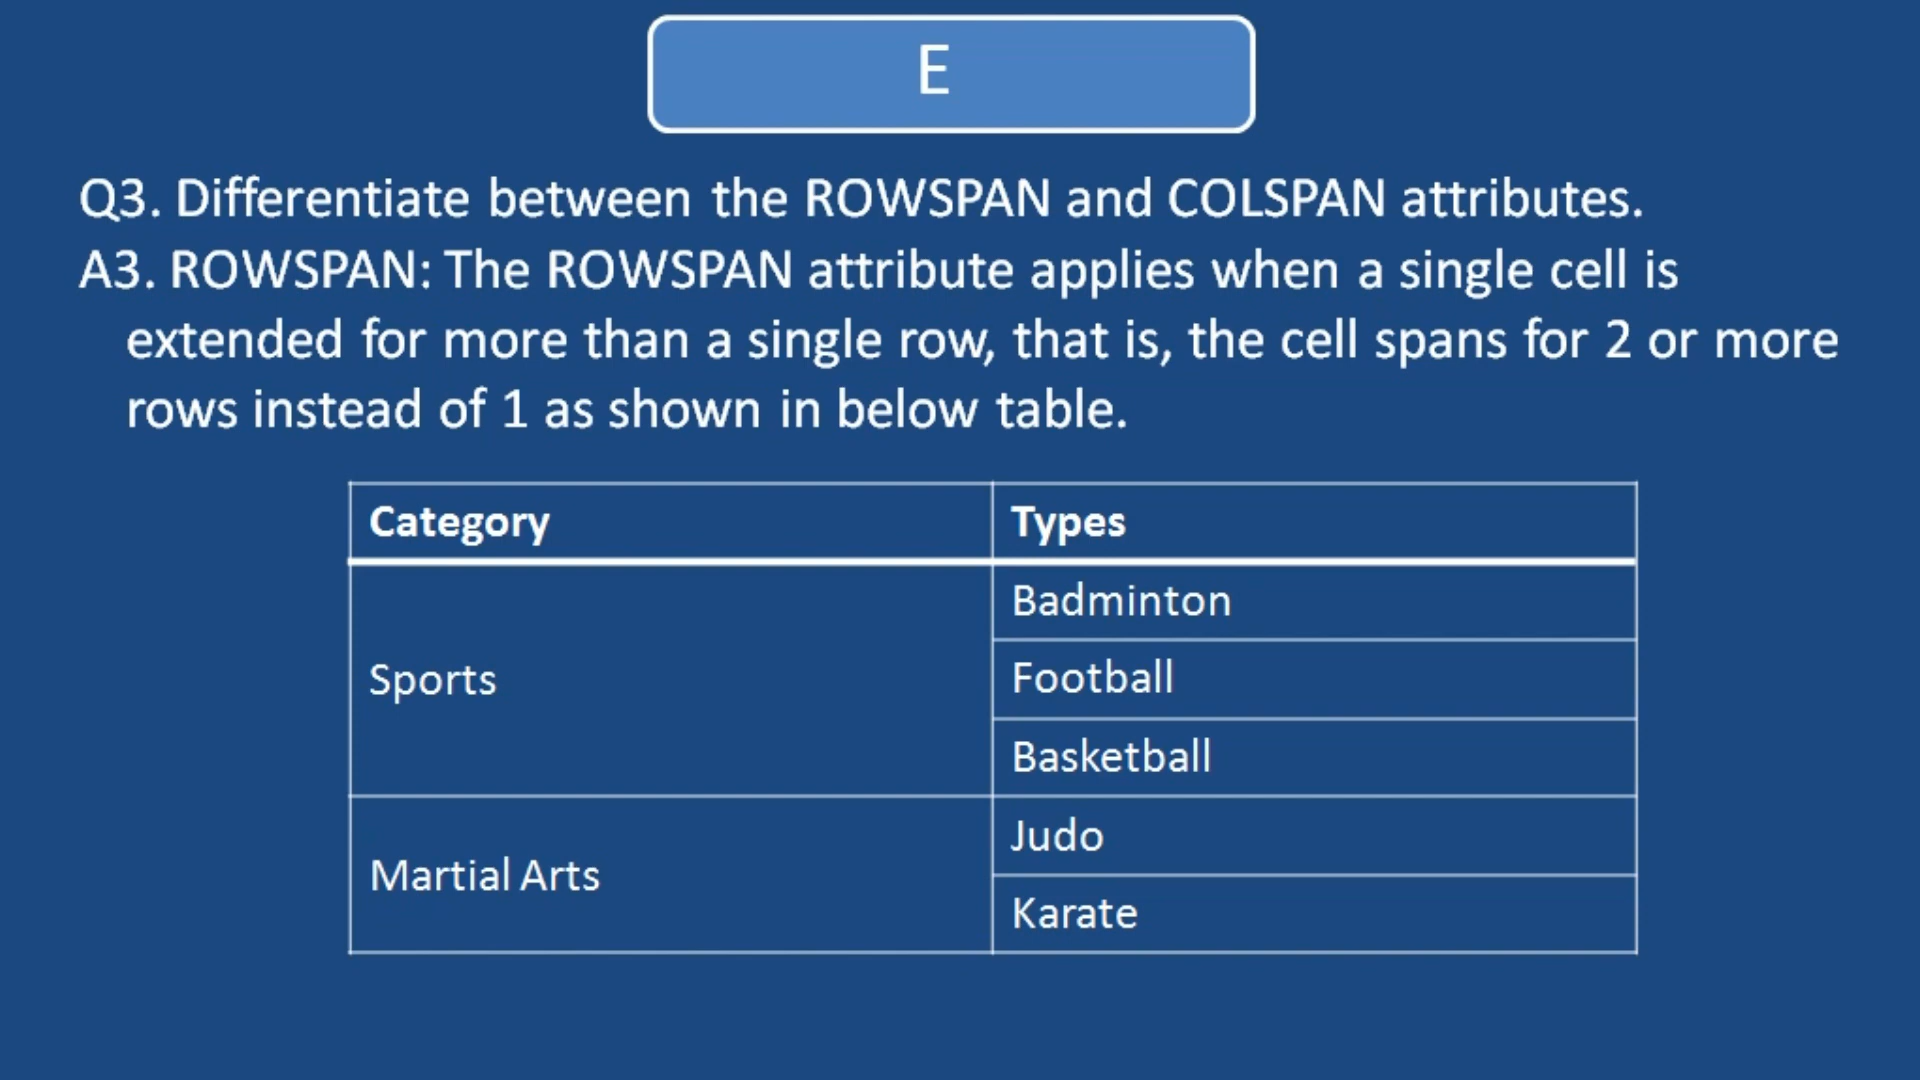 E
Q3. Differentiate between the ROWSPAN and COLSPAN attributes.
A3. ROWSPAN: The ROWSPAN attribute applies when a single cell is
extended for more than a single row, that is, the cell spans for 2 or more
rows instead of 1 as shown in below table.
Category Types
Badminton
Sports Football
Basketball
Martial Arts Judo
Karate